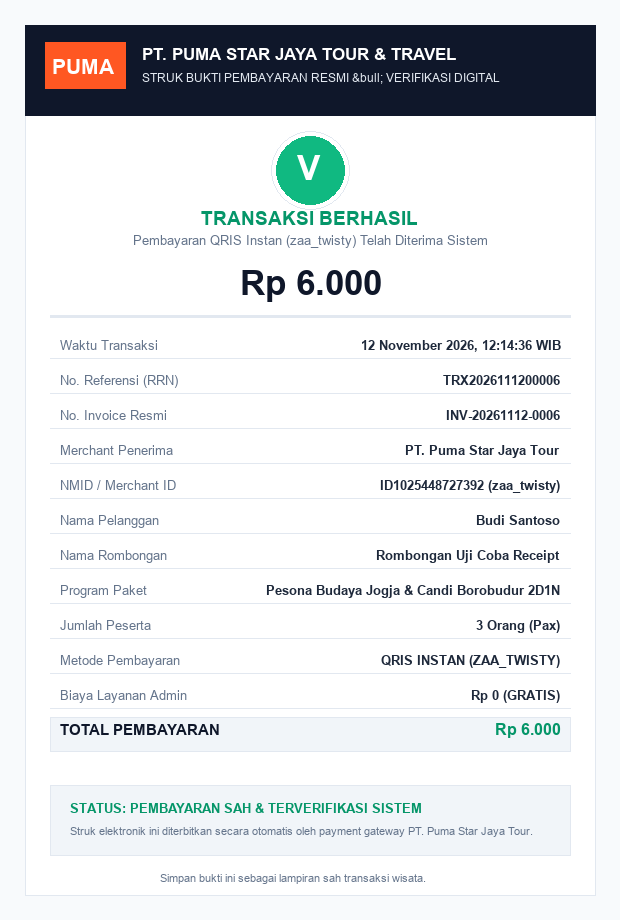 PUMA
PT. PUMA STAR JAYA TOUR & TRAVEL
STRUK BUKTI PEMBAYARAN RESMI &bull; VERIFIKASI DIGITAL
V
TRANSAKSI BERHASIL
Pembayaran QRIS Instan (zaa_twisty) Telah Diterima Sistem
Rp 6.000
Waktu Transaksi 12 November 2026, 12:14:36 WIB
No. Referensi (RRN) TRX2026111200006
No. Invoice Resmi INV-20261112-0006
Merchant Penerima PT. Puma Star Jaya Tour
NMID / Merchant ID ID1025448727392 (zaa_twisty)
Nama Pelanggan Budi Santoso
Nama Rombongan Rombongan Uji Coba Receipt
Program Paket Pesona Budaya Jogja & Candi Borobudur 2D1N
Jumlah Peserta 3 Orang (Pax)
Metode Pembayaran QRIS INSTAN (ZAA_TWISTY)
Biaya Layanan Admin Rp 0 (GRATIS)
TOTAL PEMBAYARAN Rp 6.000
STATUS: PEMBAYARAN SAH & TERVERIFIKASI SISTEM
Struk elektronik ini diterbitkan secara otomatis oleh payment gateway PT. Puma Star Jaya Tour.
Simpan bukti ini sebagai lampiran sah transaksi wisata.